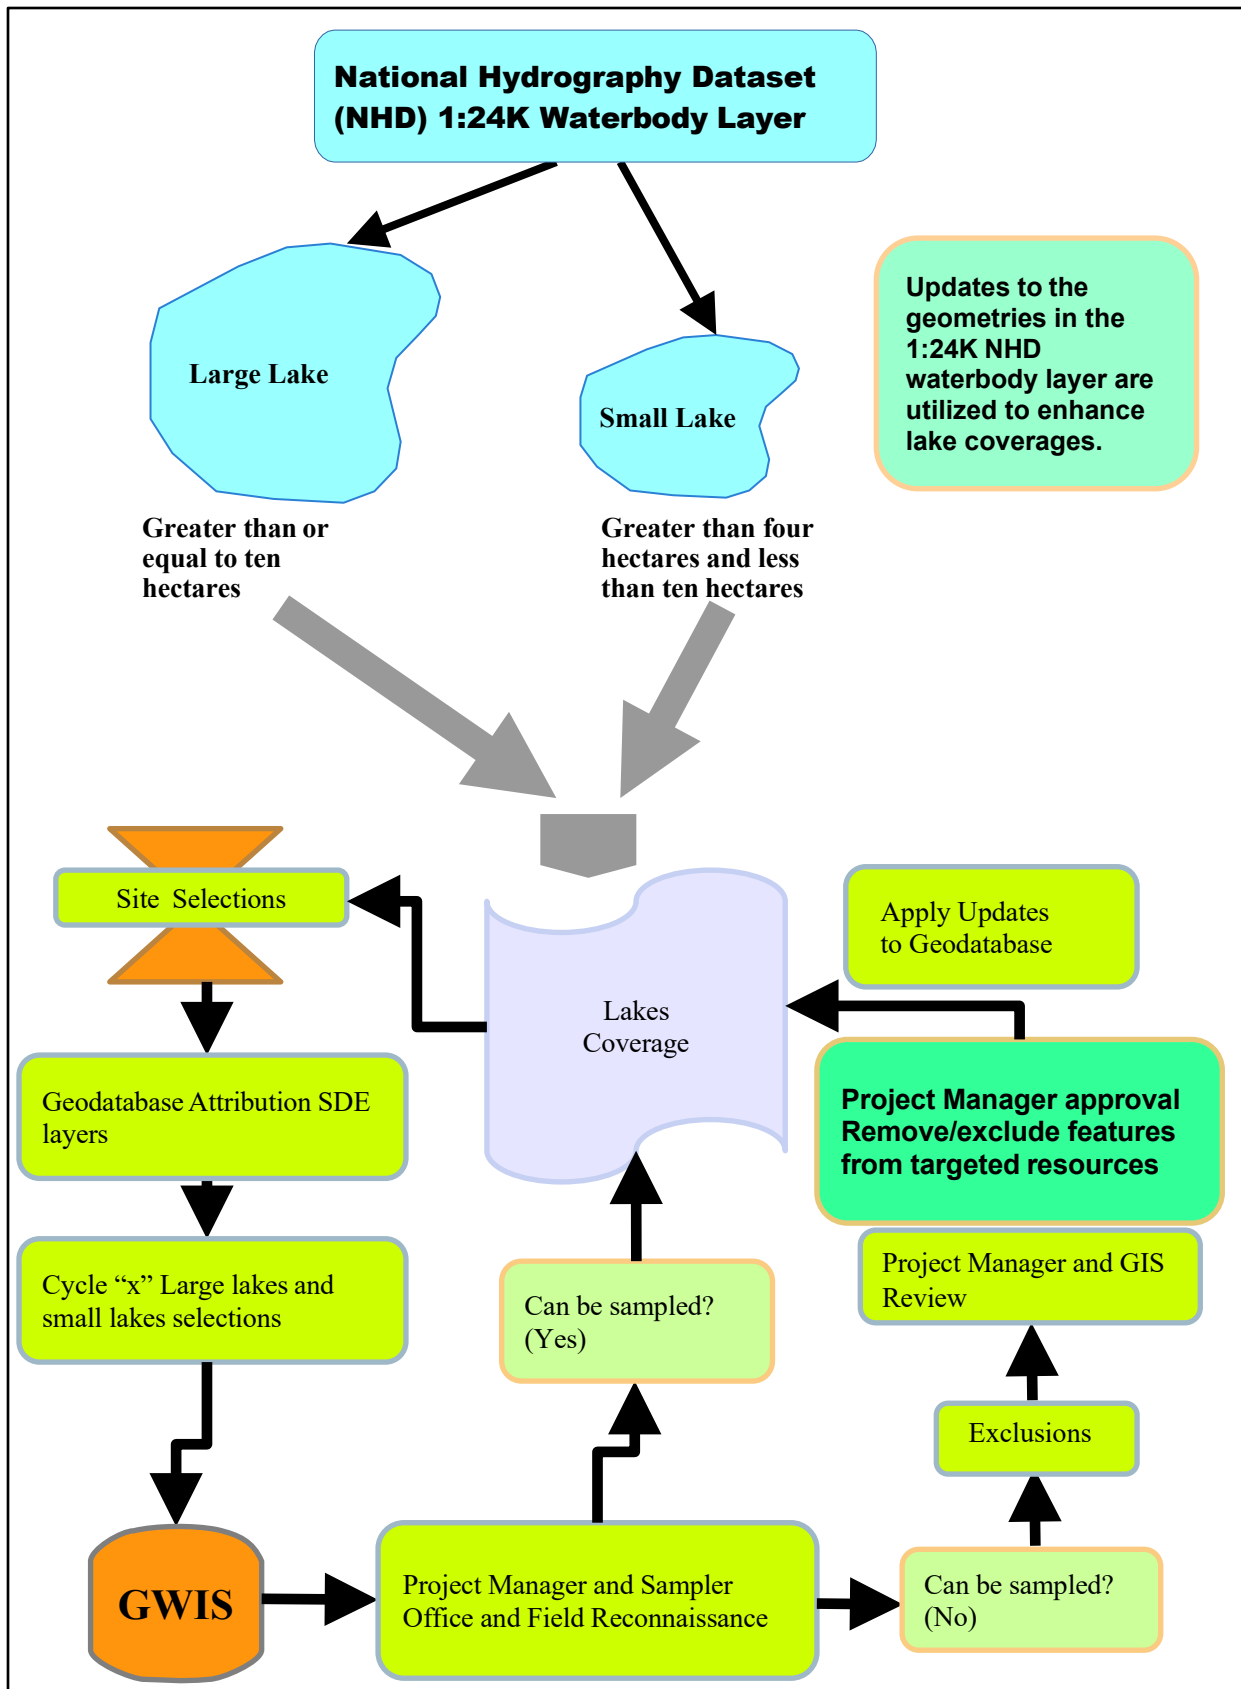 National Hydrography Dataset
(NHD) 1:24K Waterbody Layer
Large Lake
Small Lake
Updates to the
geometries in the
1:24K NHD
waterbody layer are
utilized to enhance
lake coverages.
Greater than or
equal to ten
hectares
Greater than four
hectares and less
than ten hectares
Site Selections
Lakes
Coverage
Apply Updates
to Geodatabase
Geodatabase Attribution SDE
layers
Project Manager approval
Remove/exclude features
from targeted resources
Cycle “x” Large lakes and
small lakes selections
Can be sampled?
(Yes)
Project Manager and GIS
Review
Exclusions
GWIS
Project Manager and Sampler
Office and Field Reconnaissance
Can be sampled?
(No)